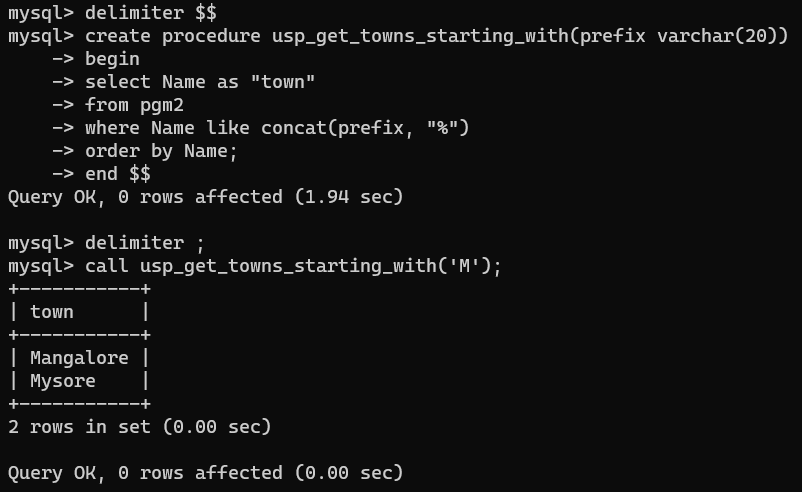 mysql> delimiter $$
mysql> create procedure usp_get_towns_starting_with(prefix varchar(20))
    -> begin
    -> select Name as "town"
    -> from pgm2
    -> where Name like concat(prefix, "%")
    -> order by Name;
    -> end $$
Query OK, 0 rows affected (1.94 sec)

mysql> delimiter ;
mysql> call usp_get_towns_starting_with('M');
+-----------+
| town      |
+-----------+
| Mangalore |
| Mysore    |
+-----------+
2 rows in set (0.00 sec)

Query OK, 0 rows affected (0.00 sec)